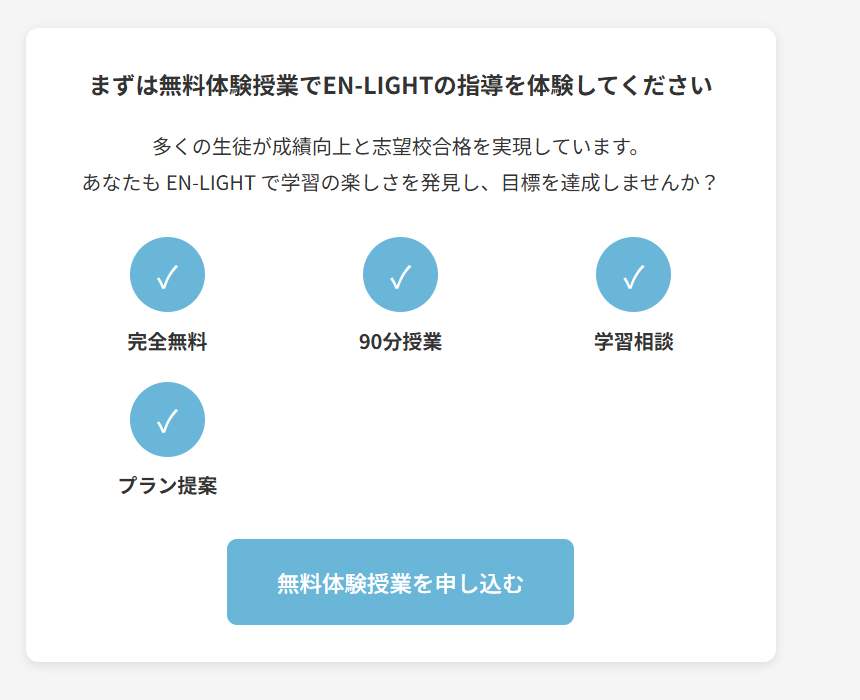 まずは無料体験授業でEN-LIGHTの指導を体験してください
多くの生徒が成績向上と志望校合格を実現しています。
あなたも EN-LIGHT で学習の楽しさを発見し、目標を達成しませんか？
✓ ✓ ✓
完全無料 90分授業 学習相談
✓
プラン提案
無料体験授業を申し込む